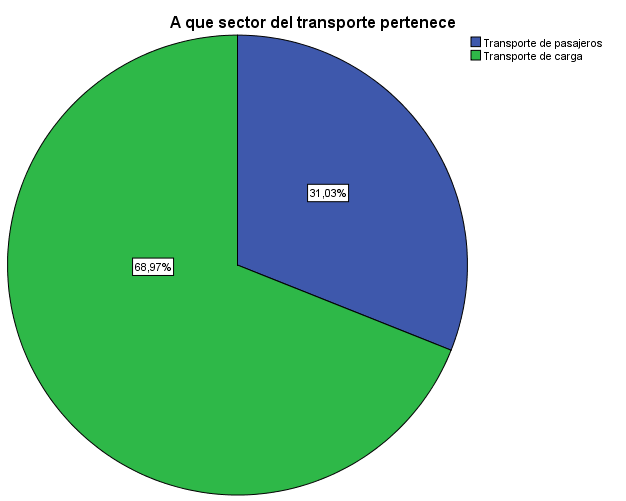 A que sector del transporte pertenece
Transporte de pasajeros
Transporte de carga
31,03%
68,97%